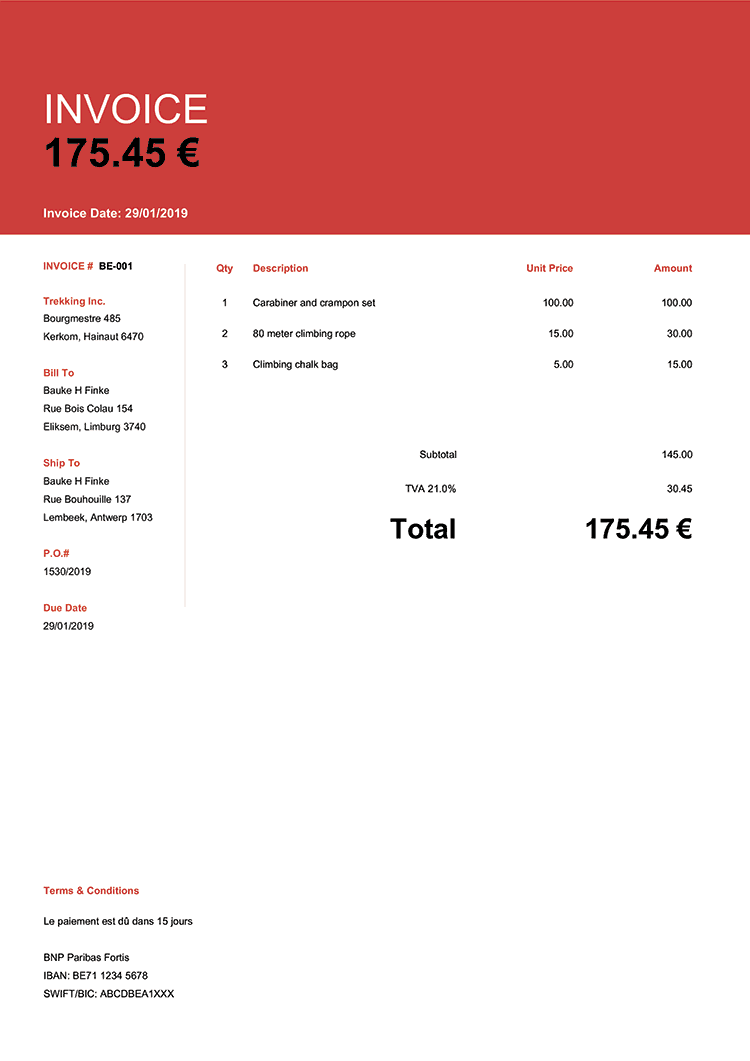 INVOICE
175.45 €
Invoice Date: 29/01/2019
INVOICE # BE-001
Trekking Inc.
Bourgmestre 485
Kerkom, Hainaut 6470
Bill To
Bauke H Finke
Rue Bois Colau 154
Eliksem, Limburg 3740
Ship To
Bauke H Finke
Rue Bouhouille 137
Lembeek, Antwerp 1703
P.O.#
1530/2019
Due Date
29/01/2019
Qty Description Unit Price Amount
1 Carabiner and crampon set 100.00 100.00
2 80 meter climbing rope 15.00 30.00
3 Climbing chalk bag 5.00 15.00
Subtotal 145.00
TVA 21.0% 30.45
Total 175.45 €
Terms & Conditions
Le paiement est dû dans 15 jours
BNP Paribas Fortis
IBAN: BE71 1234 5678
SWIFT/BIC: ABCDBEA1XXX